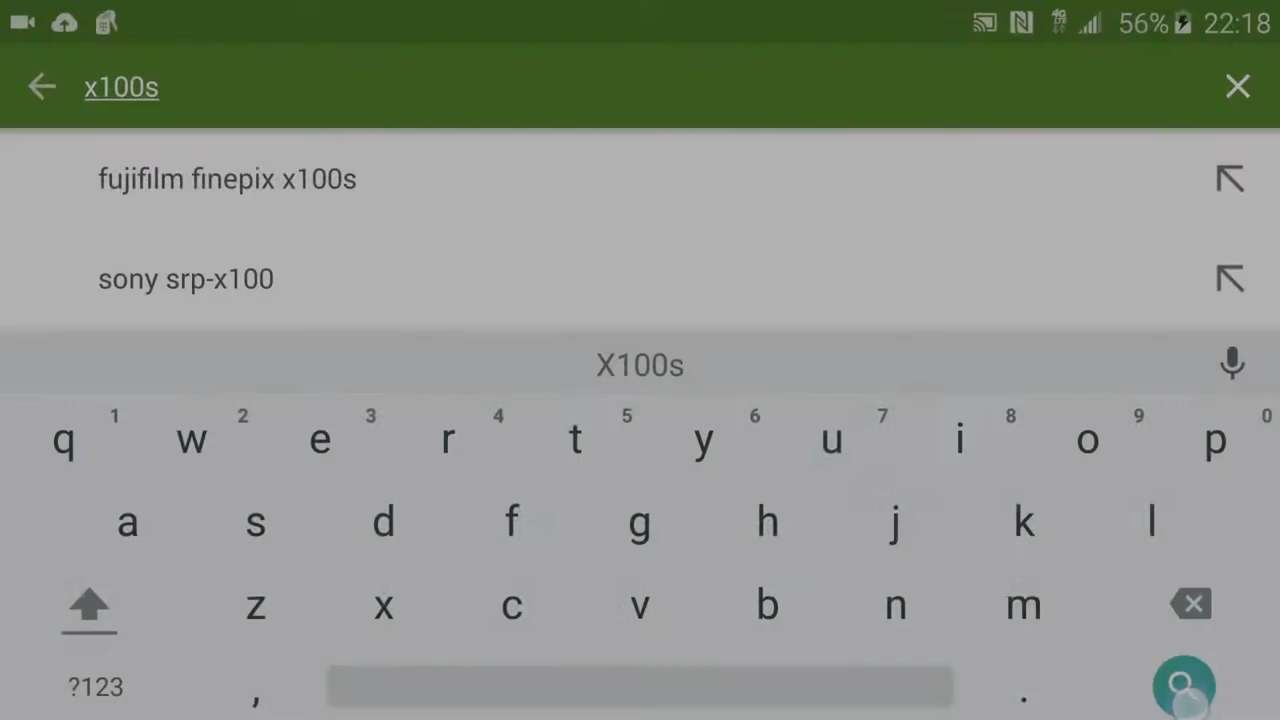 4G 56% 22:18
x100s
fujifilm finepix x100s
sony srp-x100
X100s
1 2 3 4 5 6 7 8 9 0
q w e r t y u i o p
a s d f g h j k l
z x c v b n m
?123 , .